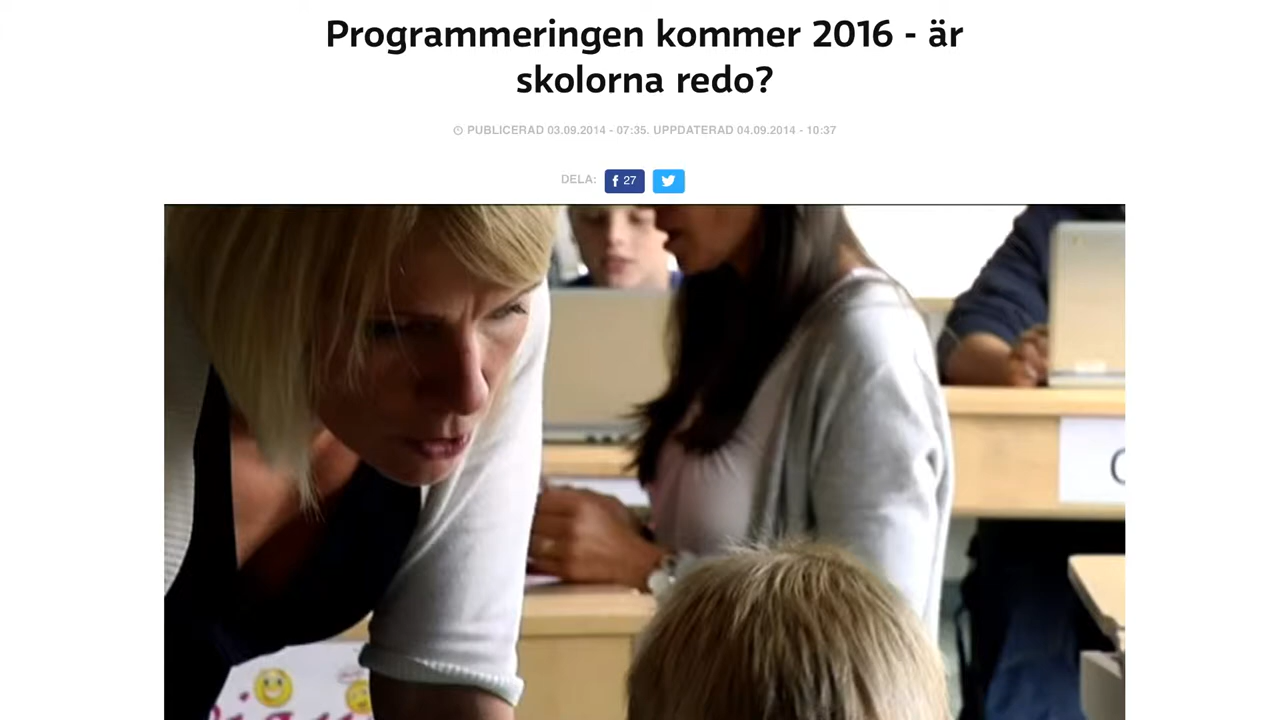 Programmeringen kommer 2016 - är
skolorna redo?
PUBLICERAD 03.09.2014 - 07:35. UPPDATERAD 04.09.2014 - 10:37
DELA: f 27